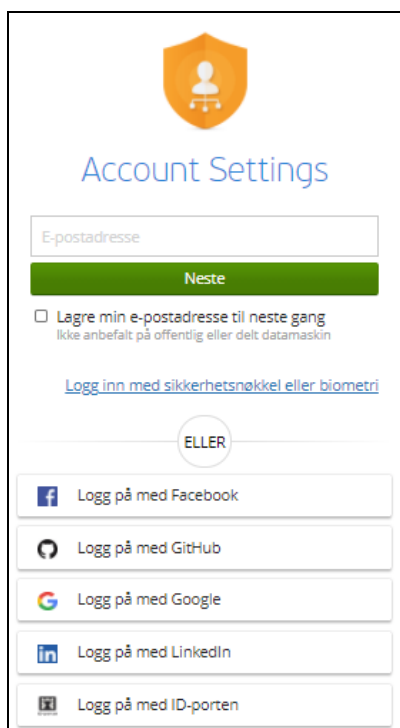 Account Settings
E-postadresse
Neste
Lagre min e-postadresse til neste gang
Ikke anbefalt på offentlig eller delt datamaskin
Logg inn med sikkerhetsnøkkel eller biometri
ELLER
Logg på med Facebook
Logg på med GitHub
Logg på med Google
Logg på med LinkedIn
Logg på med ID-porten